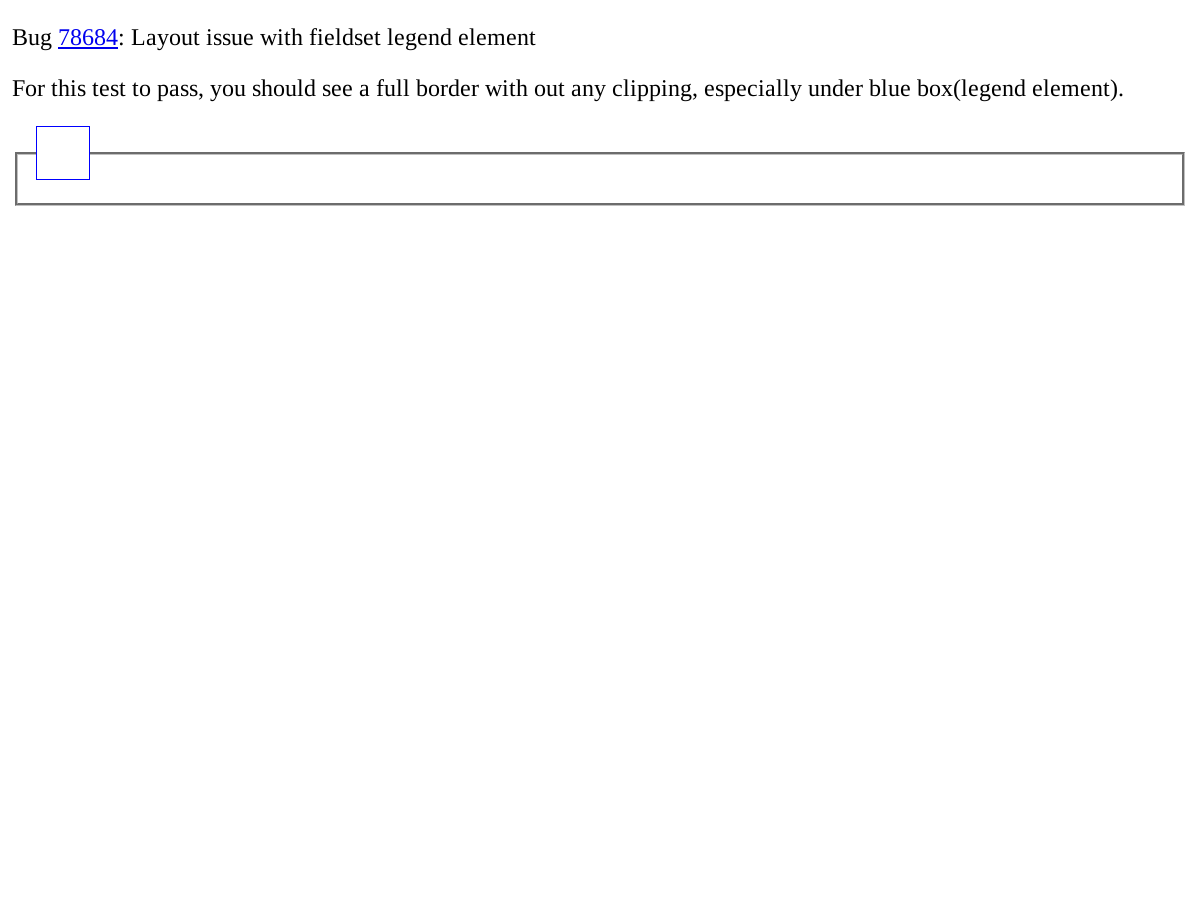 Bug 78684: Layout issue with fieldset legend element
For this test to pass, you should see a full border with out any clipping, especially under blue box(legend element).